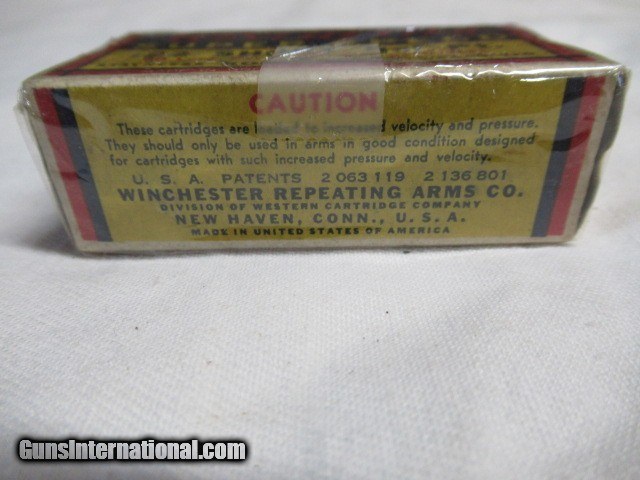 CAUTION
These cartridges are loaded to increased velocity and pressure.
They should only be used in arms in good condition designed
for cartridges with such increased pressure and velocity.
U. S. A. PATENTS 2 063 119 2 136 801
WINCHESTER REPEATING ARMS CO.
DIVISION OF WESTERN CARTRIDGE COMPANY
NEW HAVEN, CONN., U. S. A.
MADE IN UNITED STATES OF AMERICA
GunsInternational.com